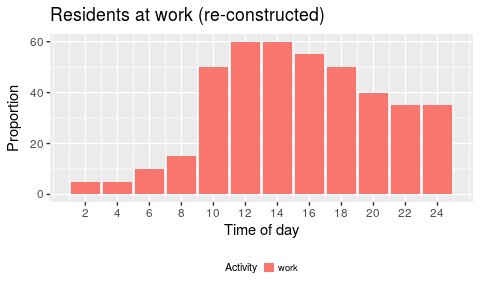 Residents at work (re-constructed)
Proportion
60
40
20
0
2 4 6 8 10 12 14 16 18 20 22 24
Time of day
Activity work